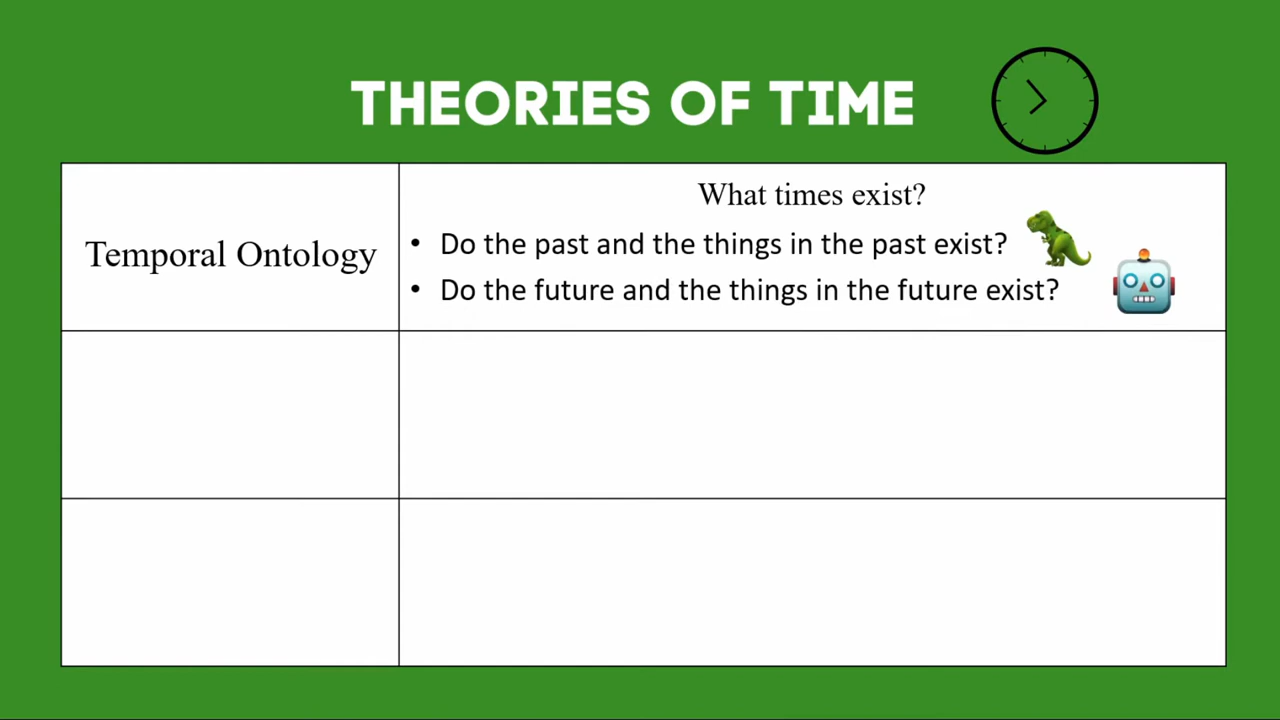 THEORIES OF TIME
Temporal Ontology
What times exist?
• Do the past and the things in the past exist?
• Do the future and the things in the future exist?